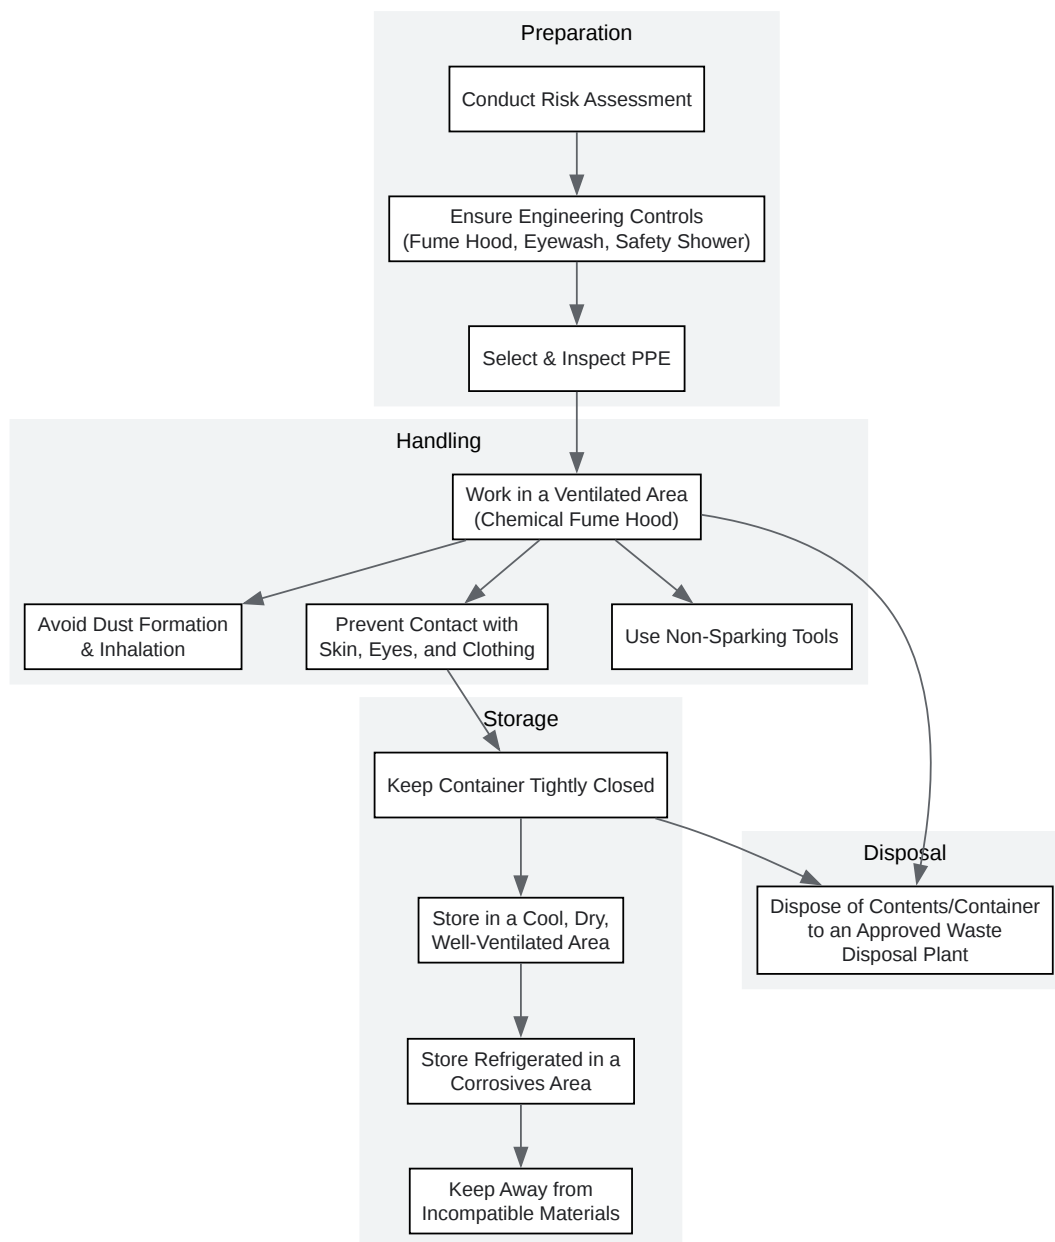 Preparation
Conduct Risk Assessment
Ensure Engineering Controls
(Fume Hood, Eyewash, Safety Shower)
Select & Inspect PPE
Handling
Work in a Ventilated Area
(Chemical Fume Hood)
Avoid Dust Formation
& Inhalation
Prevent Contact with
Skin, Eyes, and Clothing
Use Non-Sparking Tools
Storage
Keep Container Tightly Closed
Disposal
Dispose of Contents/Container
to an Approved Waste
Disposal Plant
Store in a Cool, Dry,
Well-Ventilated Area
Store Refrigerated in a
Corrosives Area
Keep Away from
Incompatible Materials